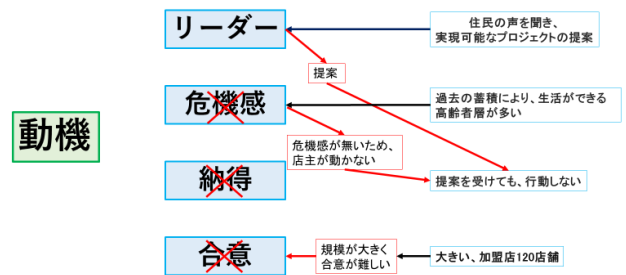 リーダー
住民の声を聞き、
実現可能なプロジェクトの提案
提案
動機
危機感
過去の蓄積により、生活ができる
高齢者層が多い
危機感が無いため、
店主が動かない
納得
提案を受けても、行動しない
合意
規模が大きく
合意が難しい
大きい、加盟店120店舗